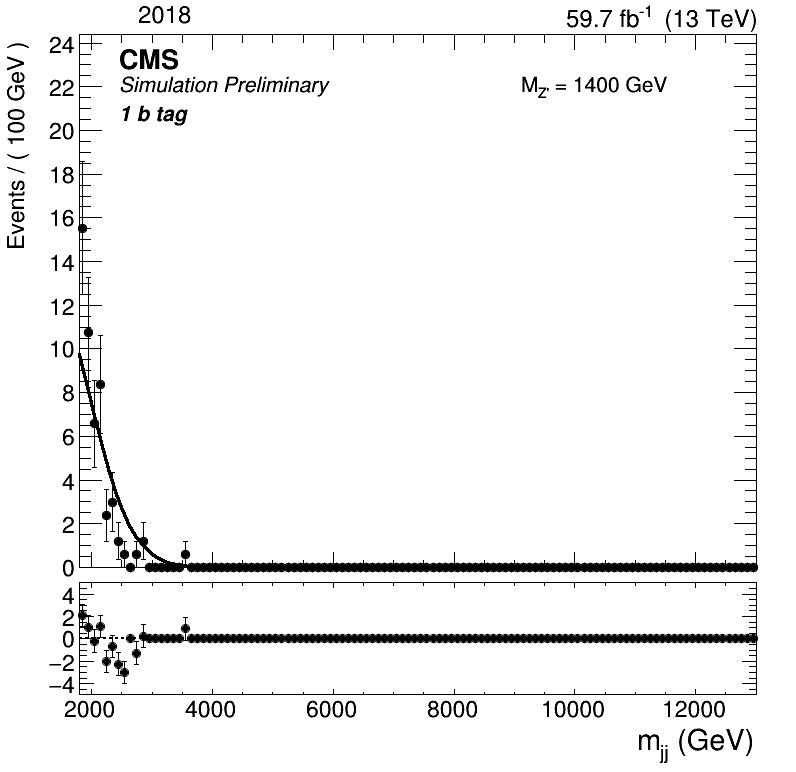 2018
59.7 fb⁻¹ (13 TeV)
Events / ( 100 GeV )
CMS
Simulation Preliminary
1 b tag
M_Z' = 1400 GeV
24
22
20
18
16
14
12
10
8
6
4
2
0
4
2
0
−2
−4
2000 4000 6000 8000 10000 12000
m_jj (GeV)